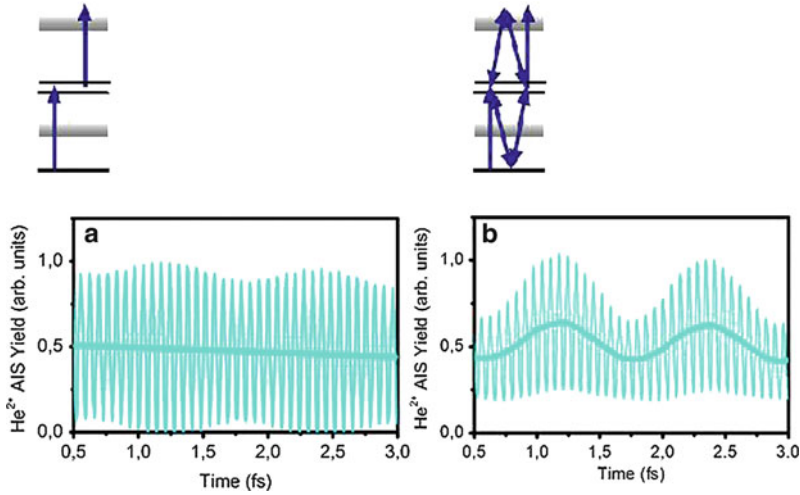 a
He²⁺ AIS Yield (arb. units)
1,0
0,5
0,0
0,5 1,0 1,5 2,0 2,5 3,0
Time (fs)
b
He²⁺ AIS Yield (arb. units)
1,0
0,5
0,0
0,5 1,0 1,5 2,0 2.5 3.0
Time (fs)